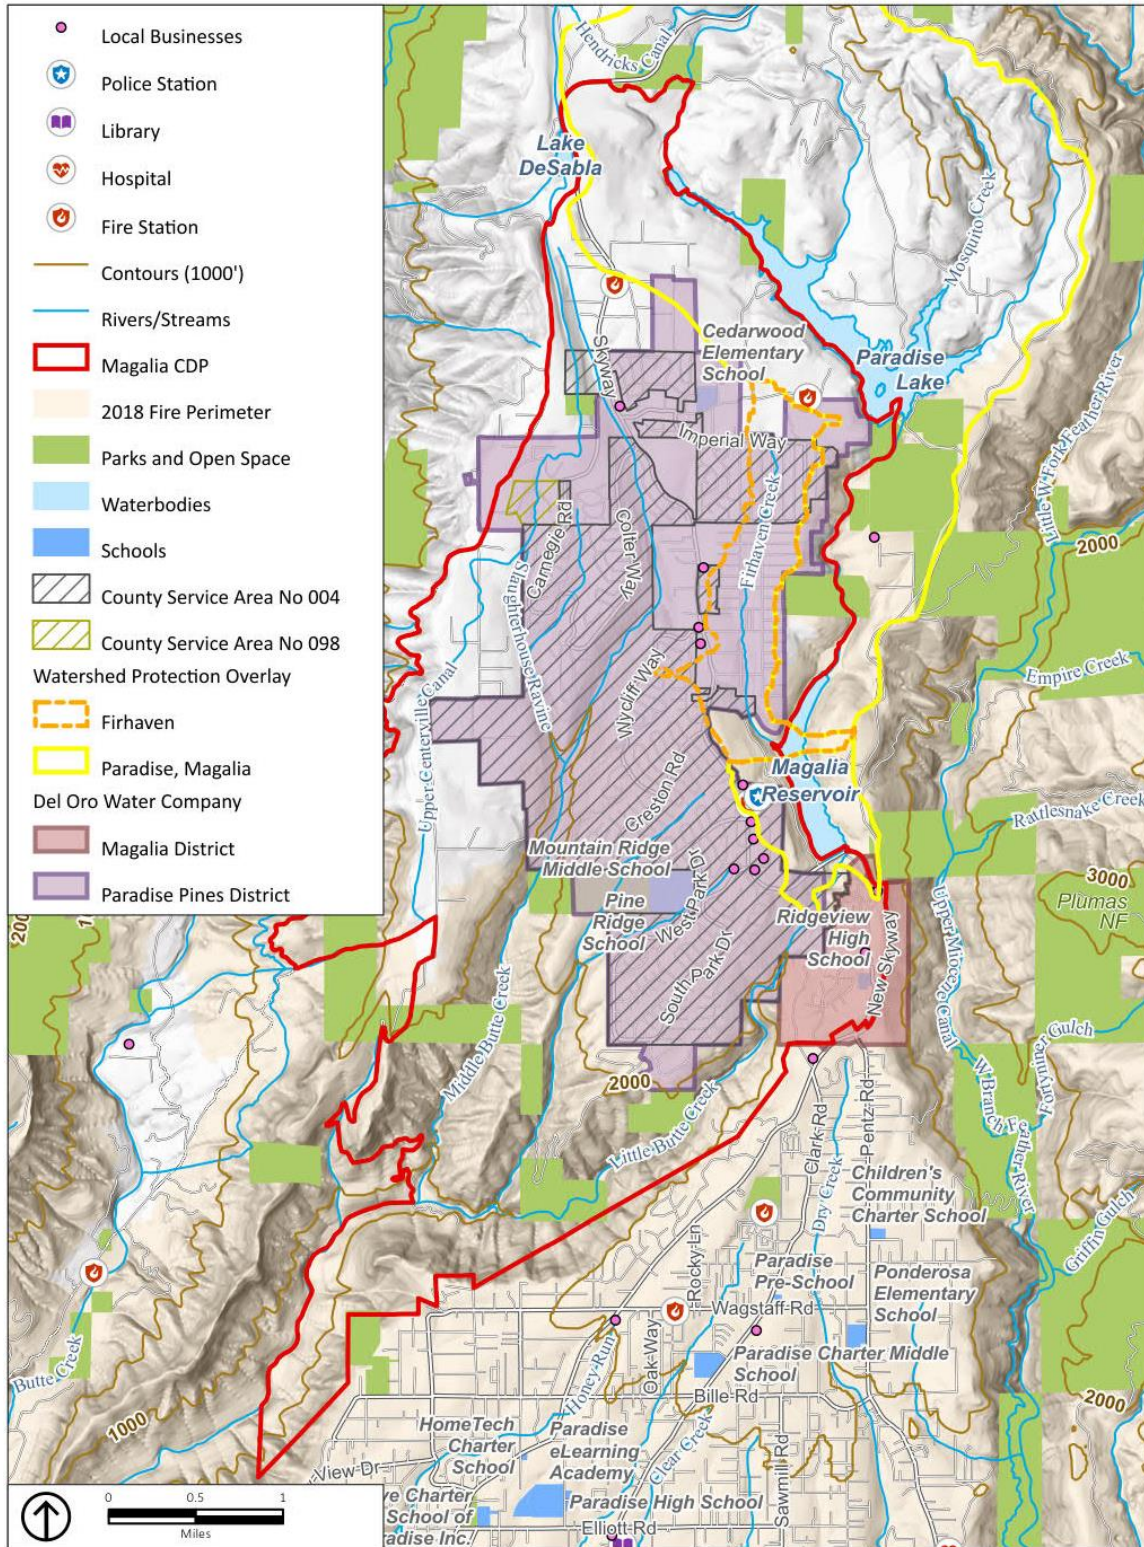 Local Businesses
Police Station
Library
Hospital
Fire Station
Contours (1000')
Rivers/Streams
Magalia CDP
2018 Fire Perimeter
Parks and Open Space
Waterbodies
Schools
County Service Area No 004
County Service Area No 098
Watershed Protection Overlay
Firhaven
Paradise, Magalia
Del Oro Water Company
Magalia District
Paradise Pines District
0 0.5 1
Miles
Hendricks Canal
Lake
DeSabla
Mosquito Creek
Skyway
Cedarwood
Elementary
School
Paradise
Lake
Little W Fork Feather River
Imperial Way
Firhaven Creek
2000
Carnegie Rd
Colter Way
Slaughterhouse Ravine
Empire Creek
Wycliff Way
Upper Centerville Canal
Magalia
Reservoir
Creston Rd
Rattlesnake Creek
Mountain Ridge
Middle School
West Park Dr
3000
Plumas
NF
Pine
Ridge
School
Ridgeview
High
School
New Skyway
South Park Dr
Upper Miocene Canal
Fortyniner Gulch
Middle Butte Creek
2000
W Branch Feather River
Little Butte Creek
Clark Rd
Pentz Rd
Dry Creek
Children's
Community
Charter School
Griffin Gulch
Rocky Ln
Paradise
Pre-School
Ponderosa
Elementary
School
Wagstaff Rd
Butte Creek
Honey Run
Oak Way
Paradise Charter Middle
School
Bille Rd
2000
1000
HomeTech
Charter
School
Paradise
eLearning
Academy
Clear Creek
Sawmill Rd
View Dr
ve Charter
School of
adise Inc.
Paradise High School
Elliott Rd